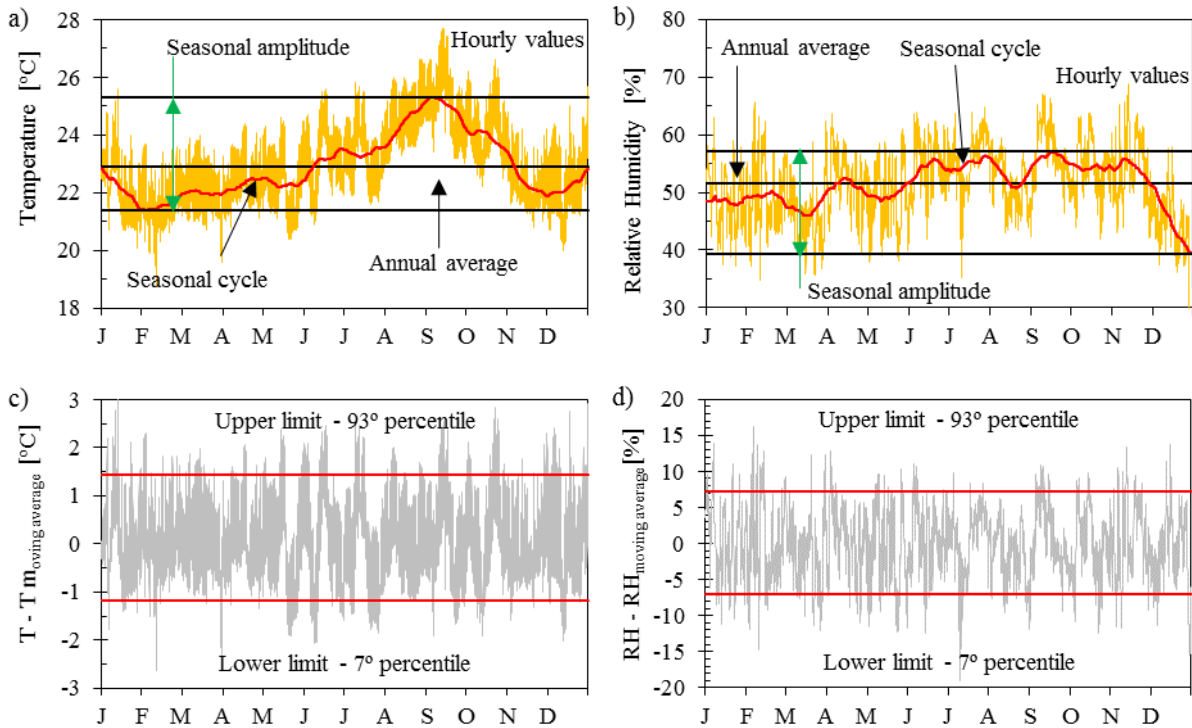 a)
28
26
24
22
20
18
Temperature [ºC]
Seasonal amplitude
Hourly values
Seasonal cycle
Annual average
J F M A M J J A S O N D
b)
80
70
60
50
40
30
Relative Humidity [%]
Annual average
Seasonal cycle
Hourly values
Seasonal amplitude
J F M A M J J A S O N D
c)
3
2
1
0
-1
-2
-3
T - T moving average [ºC]
Upper limit - 93º percentile
Lower limit - 7º percentile
J F M A M J J A S O N D
d)
20
15
10
5
0
-5
-10
-15
-20
RH - RHmoving average [%]
Upper limit - 93º percentile
Lower limit - 7º percentile
J F M A M J J A S O N D